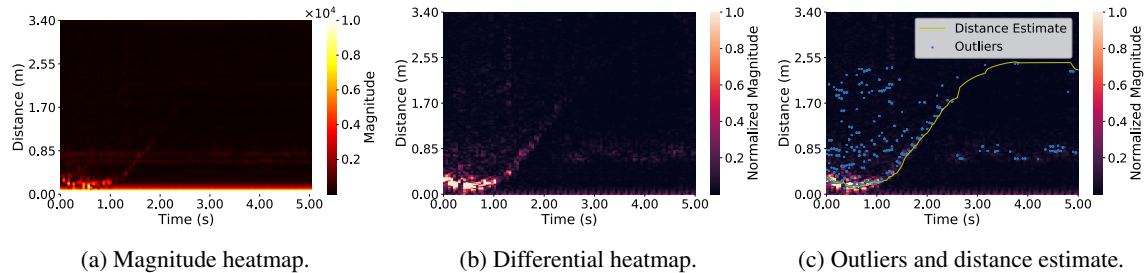 ×10⁴
3.40
2.55
1.70
0.85
0.00
Distance (m)
0.00 1.00 2.00 3.00 4.00 5.00
Time (s)
1.0
0.8
0.6
0.4
0.2
Magnitude
(a) Magnitude heatmap.
3.40
2.55
1.70
0.85
0.00
Distance (m)
0.00 1.00 2.00 3.00 4.00 5.00
Time (s)
1.0
0.8
0.6
0.4
0.2
Normalized Magnitude
(b) Differential heatmap.
3.40
2.55
1.70
0.85
0.00
Distance (m)
Distance Estimate
Outliers
0.00 1.00 2.00 3.00 4.00 5.00
Time (s)
1.0
0.8
0.6
0.4
0.2
Normalized Magnitude
(c) Outliers and distance estimate.